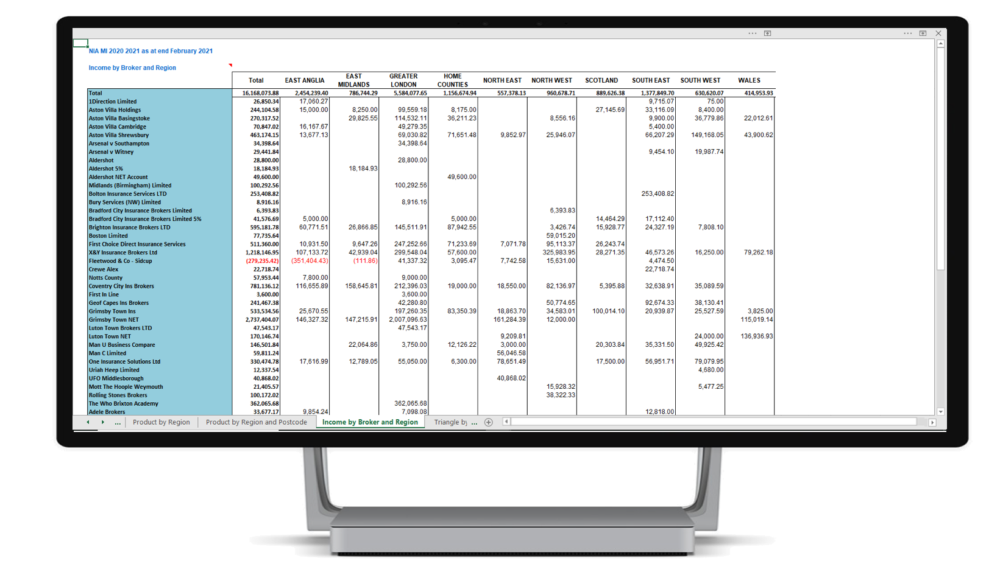 NIA MI 2020 2021 as at end February 2021
Income by Broker and Region
Total EAST ANGLIA EAST MIDLANDS GREATER LONDON HOME COUNTIES NORTH EAST NORTH WEST SCOTLAND SOUTH EAST SOUTH WEST WALES
Total 16,168,073.88 2,454,239.40 786,744.29 5,584,077.65 1,156,674.94 557,378.13 960,678.71 889,626.38 1,377,849.70 630,620.07 414,953.93
1Direction Limited 26,850.34 17,060.27 9,715.07 75.00
Aston Villa Holdings 244,104.58 15,000.00 8,250.00 99,559.18 8,175.00 27,145.69 33,116.09 8,400.00
Aston Villa Basingstoke 270,317.52 29,825.55 114,532.11 36,211.23 8,556.16 9,900.00 36,779.86 22,012.61
Aston Villa Cambridge 70,847.02 16,167.67 49,279.35 5,400.00
Aston Villa Shrewsbury 463,174.15 13,677.13 69,030.82 71,651.48 9,852.97 25,946.07 66,207.29 149,168.05 43,900.62
Arsenal v Southampton 34,398.64 34,398.64
Arsenal v Witney 29,441.84 9,454.10 19,987.74
Aldershot 28,800.00 28,800.00
Aldershot 5% 18,184.93 18,184.93
Aldershot NET Account 49,600.00 49,600.00
Midlands (Birmingham) Limited 100,292.56 100,292.56
Bolton Insurance Services LTD 253,408.82 253,408.82
Bury Services (NW) Limited 8,916.16 8,916.16
Bradford City Insurance Brokers Limited 6,393.83 6,393.83
Bradford City Insurance Brokers Limited 5% 41,576.69 5,000.00 5,000.00 14,464.29 17,112.40
Brighton Insurance Brokers LTD 595,181.78 60,771.51 26,866.85 145,511.91 87,942.55 3,426.74 15,928.77 24,327.19 7,808.10
Boston Limited 77,735.64 59,015.20
First Choice Direct Insurance Services 511,360.00 10,931.50 9,647.26 247,252.66 71,233.69 7,071.78 95,113.37 26,243.74
X&Y Insurance Brokers Ltd 1,218,146.95 107,133.72 42,939.04 299,548.04 57,600.00 325,983.95 28,271.35 46,573.26 16,250.00 79,262.18
Fleetwood & Co - Sidcup (279,235.42) (351,404.43) (111.86) 41,337.32 3,095.47 7,742.58 15,631.00 4,474.50
Crewe Alex 22,718.74 22,718.74
Notts County 57,953.44 7,800.00 9,000.00
Coventry City Ins Brokers 781,136.12 116,655.89 158,645.81 212,396.03 19,000.00 18,550.00 82,136.97 5,395.88 32,638.91 35,089.59
First In Line 3,600.00 3,600.00
Geof Capes Ins Brokers 241,467.38 42,280.80 50,774.65 92,674.33 38,130.41
Grimsby Town Ins 533,534.56 25,670.55 197,260.35 83,350.39 18,863.70 34,583.01 100,014.10 20,939.87 25,527.59 3,825.00
Grimsby Town NET 2,737,404.07 146,327.32 147,215.91 2,007,096.63 161,284.39 12,000.00 115,019.14
Luton Town Brokers LTD 47,543.17 47,543.17
Luton Town NET 170,146.74 9,209.81 24,000.00 136,936.93
Man U Business Compare 146,501.84 22,064.86 3,750.00 12,126.22 3,000.00 20,303.84 35,331.50 49,925.42
Man C Limited 59,811.24 56,046.58
One Insurance Solutions Ltd 330,474.78 17,616.99 12,789.05 55,050.00 6,300.00 78,651.49 17,500.00 56,951.71 79,079.95
Uriah Heep Limited 12,337.54 4,680.00
UFO Middlesborough 40,868.02 40,868.02
Mott The Hoople Weymouth 21,405.57 15,928.32 5,477.25
Rolling Stones Brokers 100,172.02 38,322.33
The Who Brixton Academy 362,065.68 362,065.68
Adele Brokers 33,677.17 9,854.24 7,098.08 12,818.00
... Product by Region Product by Region and Postcode Income by Broker and Region Triangle by ...